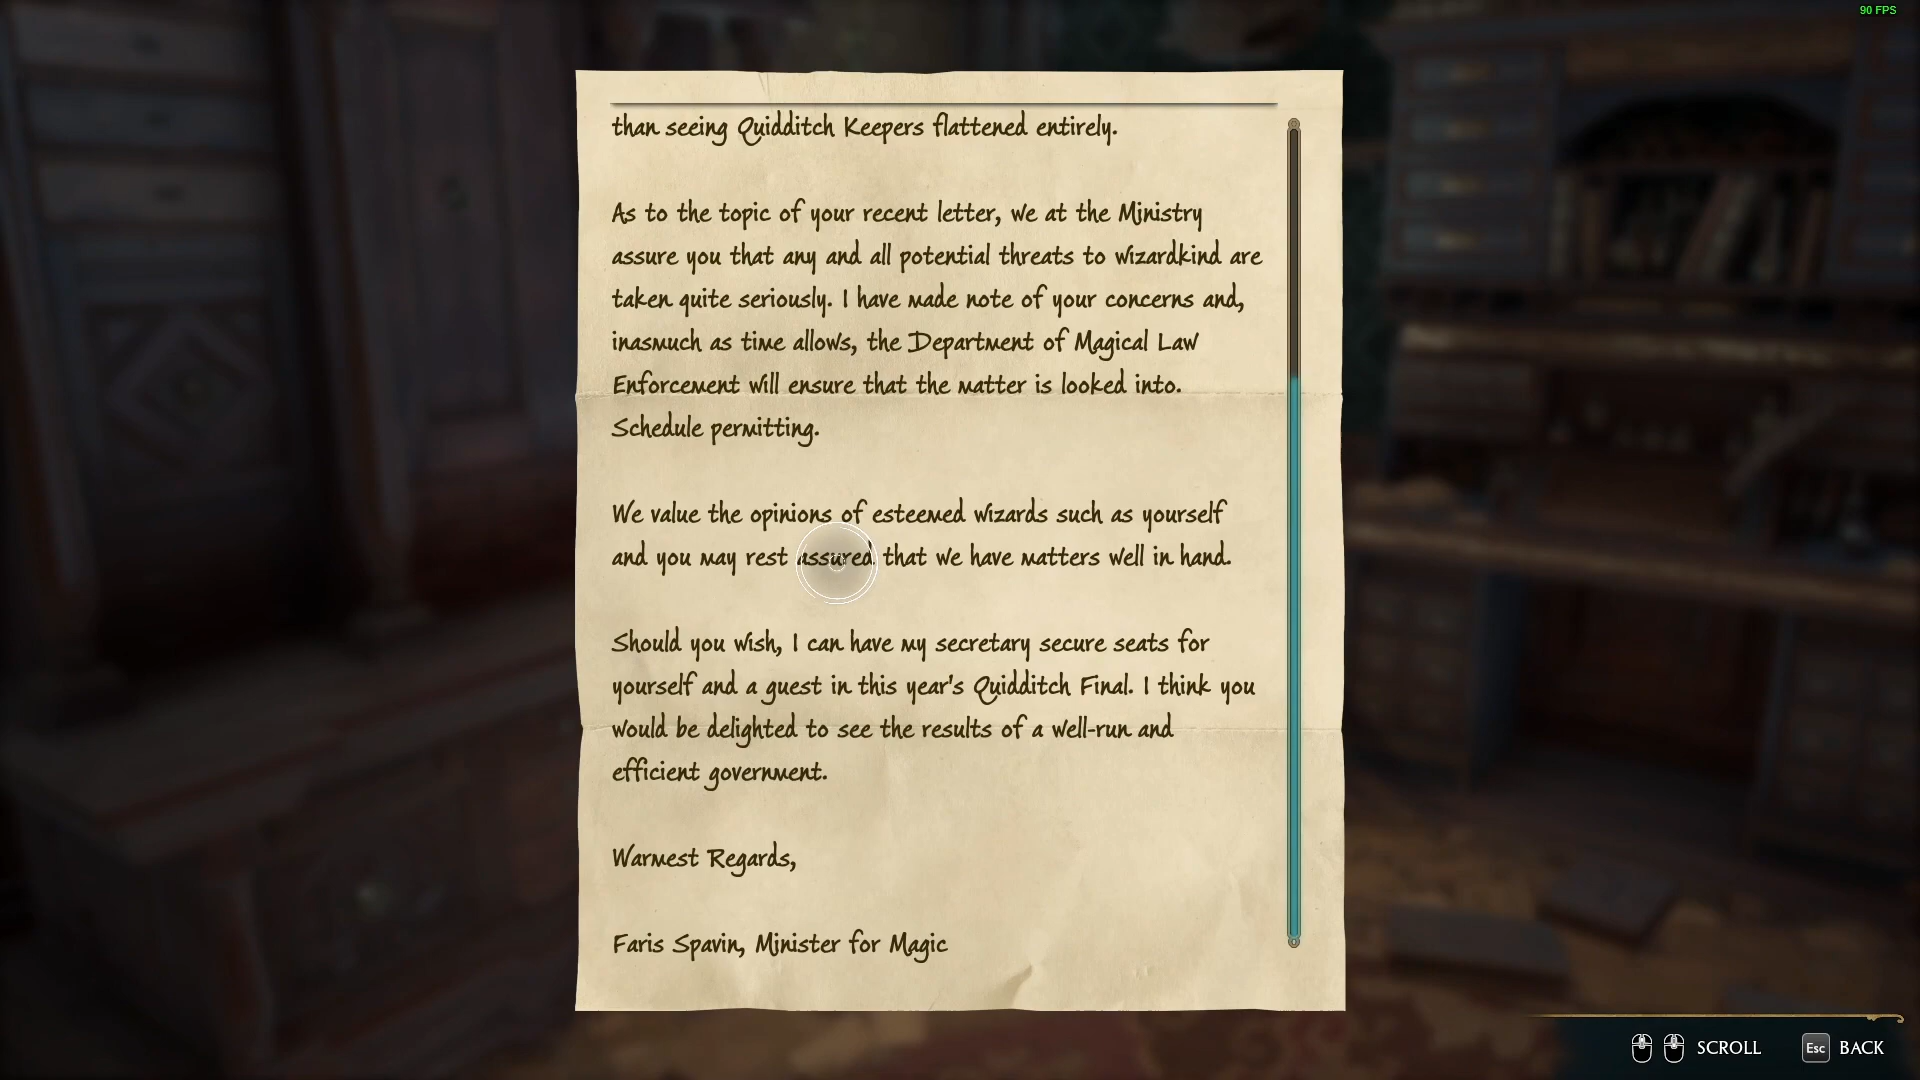 90 FPS
than seeing Quidditch Keepers flattened entirely.
As to the topic of your recent letter, we at the Ministry
assure you that any and all potential threats to wizardkind are
taken quite seriously. I have made note of your concerns and,
inasmuch as time allows, the Department of Magical Law
Enforcement will ensure that the matter is looked into.
Schedule permitting.
We value the opinions of esteemed wizards such as yourself
and you may rest assured that we have matters well in hand.
Should you wish, I can have my secretary secure seats for
yourself and a guest in this year's Quidditch Final. I think you
would be delighted to see the results of a well-run and
efficient government.
Warmest Regards,
Faris Spavin, Minister for Magic
SCROLL
Esc BACK